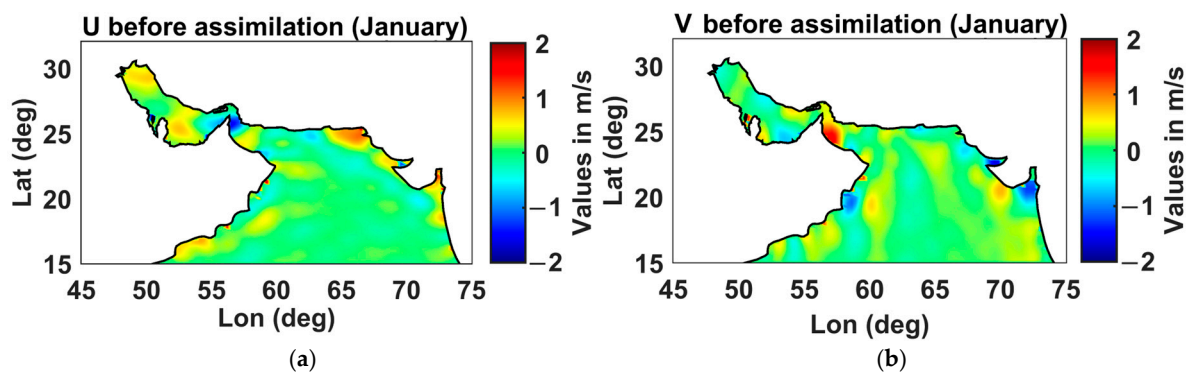 U before assimilation (January)
Lat (deg)
30
25
20
15
45 50 55 60 65 70 75
Lon (deg)
2
1
0
−1
−2
Values in m/s
(a)
V before assimilation (January)
Lat (deg)
30
25
20
15
45 50 55 60 65 70 75
Lon (deg)
2
1
0
−1
−2
Values in m/s
(b)